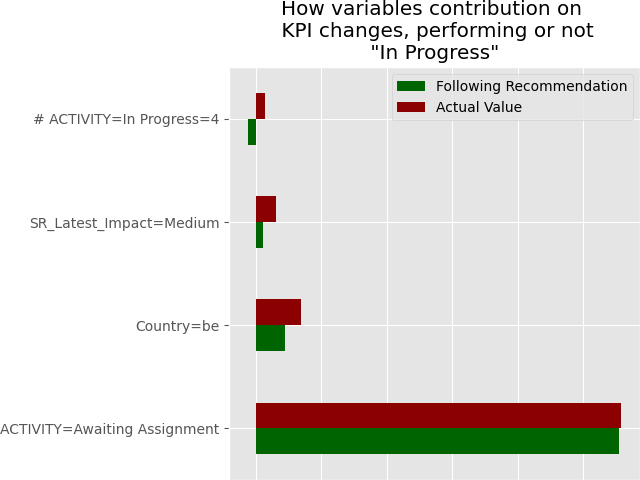 How variables contribution on
KPI changes, performing or not
"In Progress"
Following Recommendation
Actual Value
# ACTIVITY=In Progress=4
SR_Latest_Impact=Medium
Country=be
ACTIVITY=Awaiting Assignment